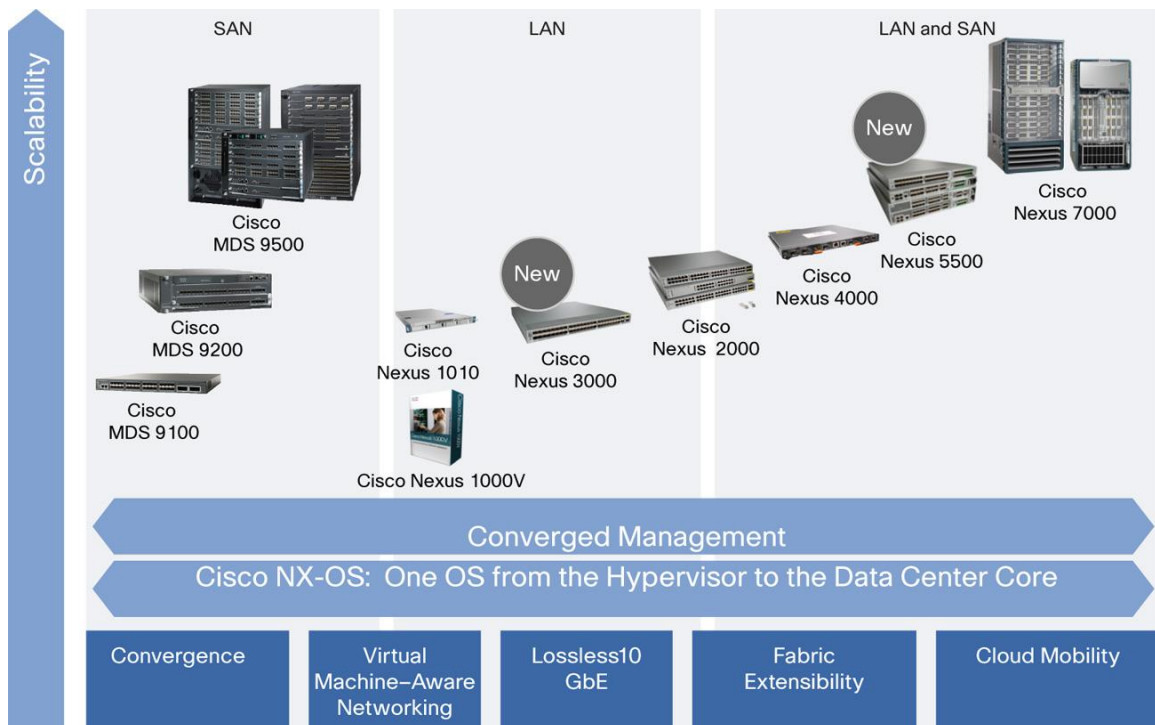 Scalability
SAN
LAN
LAN and SAN
New
Cisco
MDS 9500
Cisco
Nexus 7000
Cisco
Nexus 5500
New
Cisco
Nexus 4000
Cisco
MDS 9200
Cisco
Nexus 1010
Cisco
Nexus 3000
Cisco
Nexus 2000
Cisco
MDS 9100
Cisco Nexus 1000V
Converged Management
Cisco NX-OS: One OS from the Hypervisor to the Data Center Core
Convergence
Virtual
Machine–Aware
Networking
Lossless10
GbE
Fabric
Extensibility
Cloud Mobility